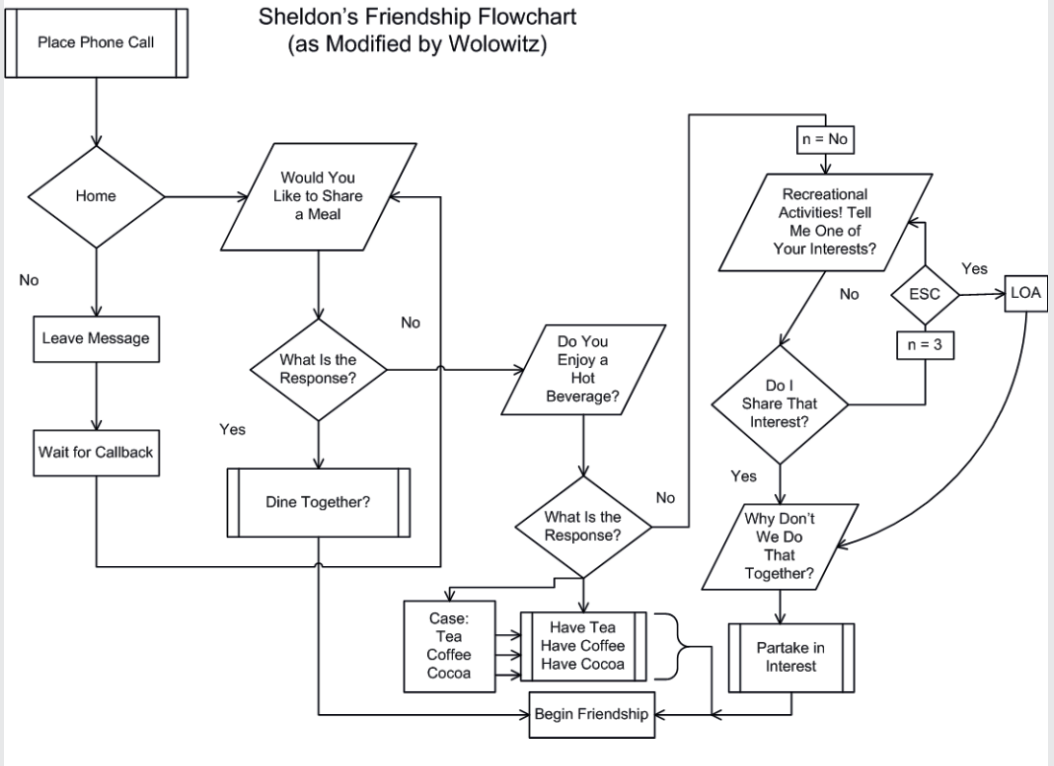 Sheldon's Friendship Flowchart
(as Modified by Wolowitz)
Place Phone Call
Home
No
Leave Message
Wait for Callback
Would You
Like to Share
a Meal
What Is the
Response?
No
Yes
Dine Together?
Do You
Enjoy a
Hot
Beverage?
What Is the
Response?
No
Case:
Tea
Coffee
Cocoa
Have Tea
Have Coffee
Have Cocoa
Begin Friendship
n = No
Recreational
Activities! Tell
Me One of
Your Interests?
No
ESC
Yes
LOA
n = 3
Do I
Share That
Interest?
Yes
Why Don't
We Do
That
Together?
Partake in
Interest